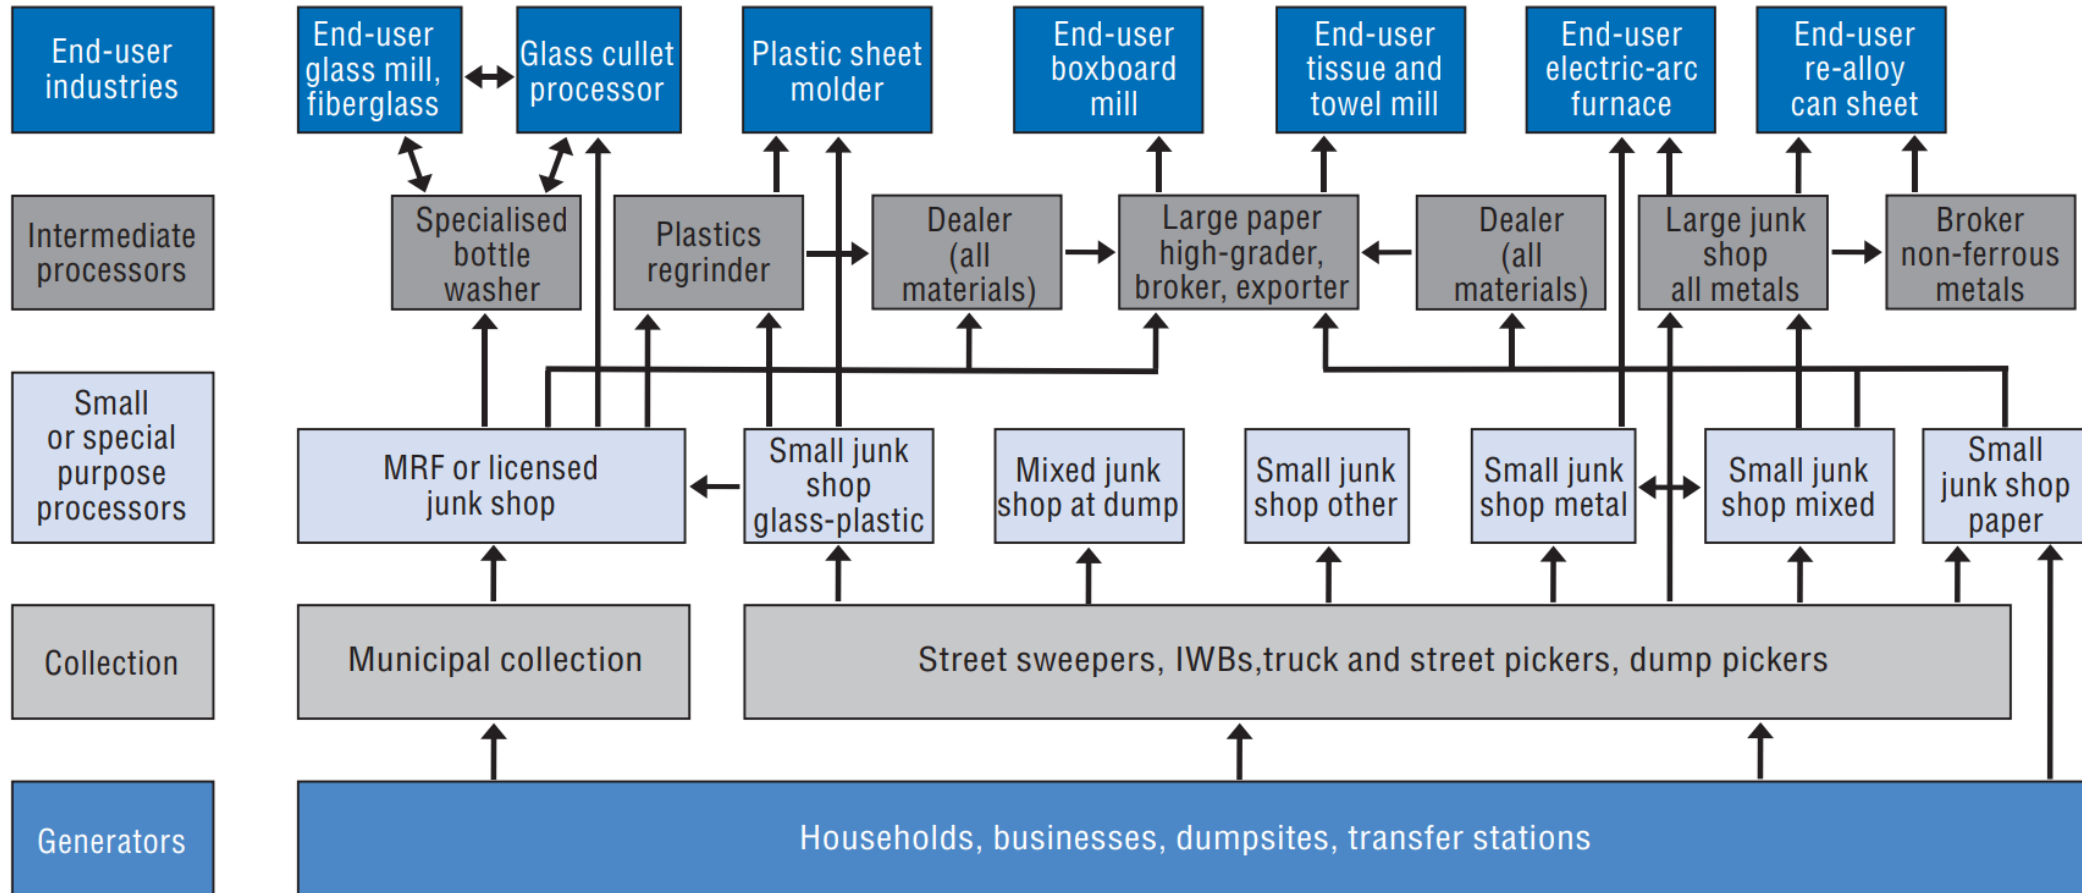 End-user
industries
End-user
glass mill,
fiberglass
Glass cullet
processor
Plastic sheet
molder
End-user
boxboard
mill
End-user
tissue and
towel mill
End-user
electric-arc
furnace
End-user
re-alloy
can sheet
Intermediate
processors
Specialised
bottle
washer
Plastics
regrinder
Dealer
(all
materials)
Large paper
high-grader,
broker, exporter
Dealer
(all
materials)
Large junk
shop
all metals
Broker
non-ferrous
metals
Small
or special
purpose
processors
MRF or licensed
junk shop
Small junk
shop
glass-plastic
Mixed junk
shop at dump
Small junk
shop other
Small junk
shop metal
Small junk
shop mixed
Small
junk shop
paper
Collection
Municipal collection
Street sweepers, IWBs,truck and street pickers, dump pickers
Generators
Households, businesses, dumpsites, transfer stations